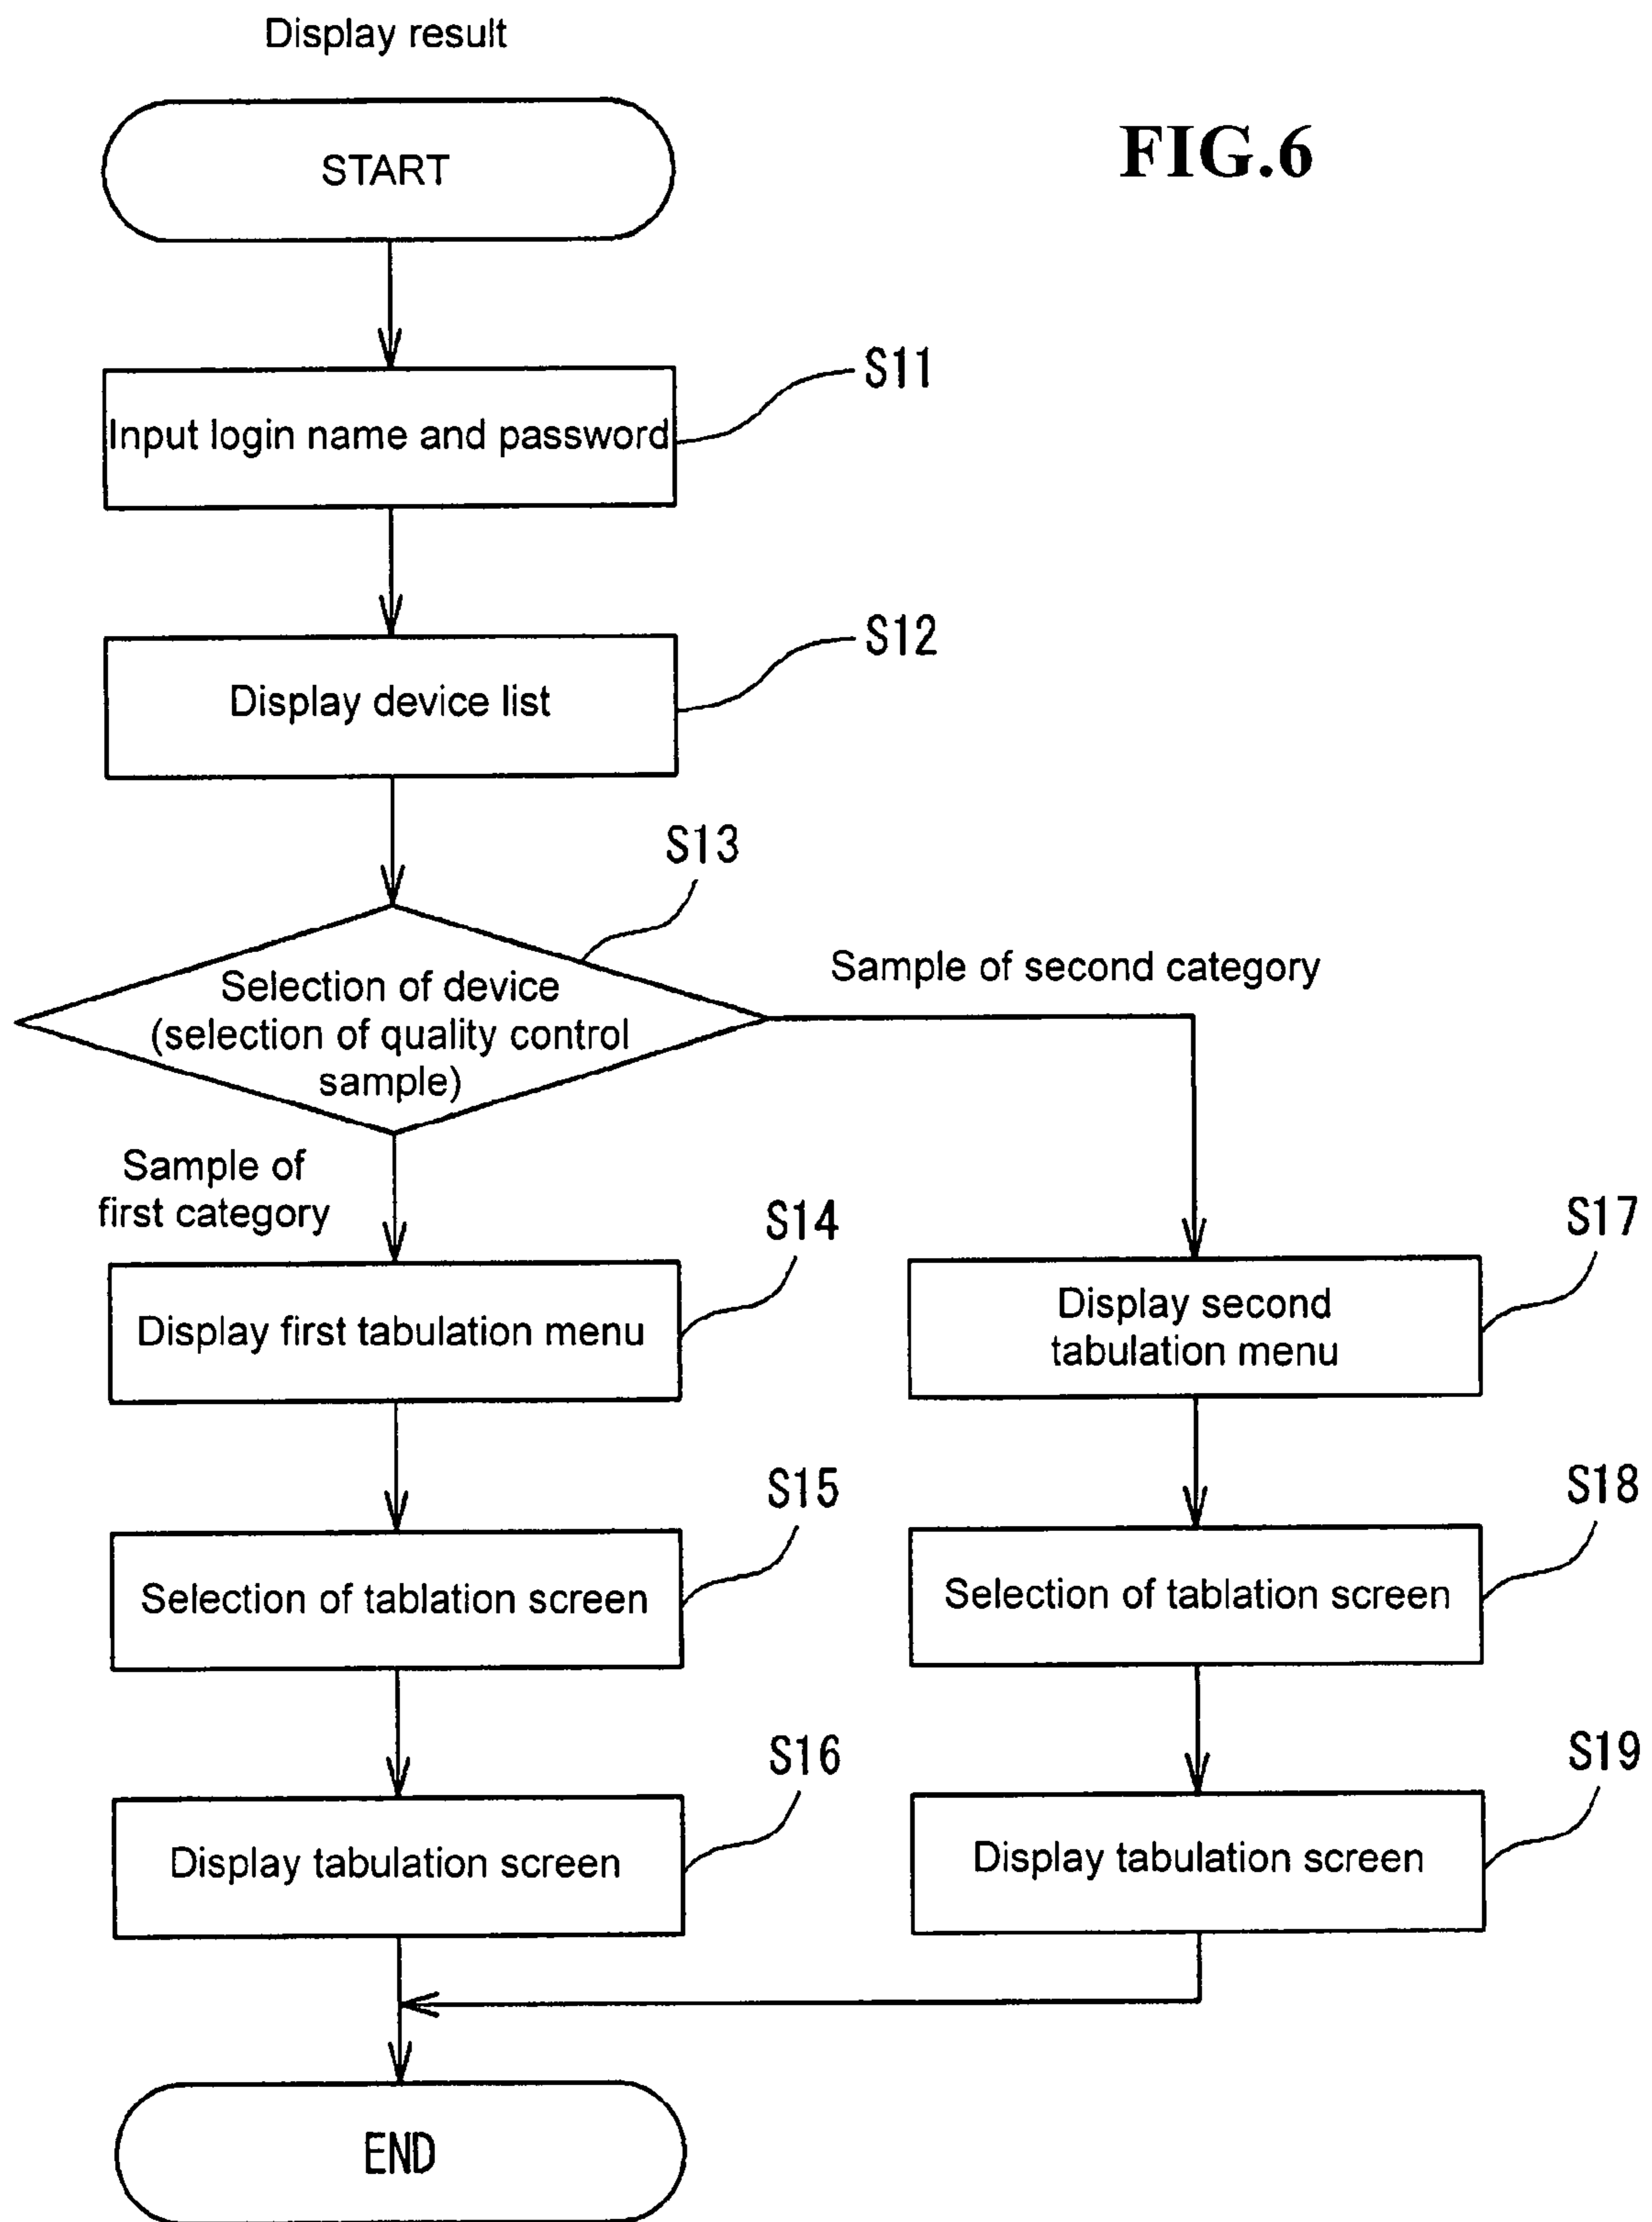 Display result
FIG.6
START
S11
Input login name and password
S12
Display device list
S13
Selection of device
(selection of quality control
sample)
Sample of second category
Sample of
first category
S14
Display first tabulation menu
S17
Display second
tabulation menu
S15
Selection of tablation screen
S18
Selection of tablation screen
S16
Display tabulation screen
S19
Display tabulation screen
END